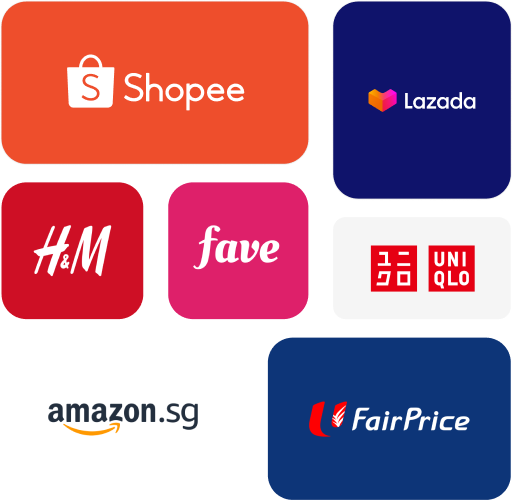 S Shopee
Lazada
H&M
fave
ユニ UNI
クロ QLO
amazon.sg
FairPrice